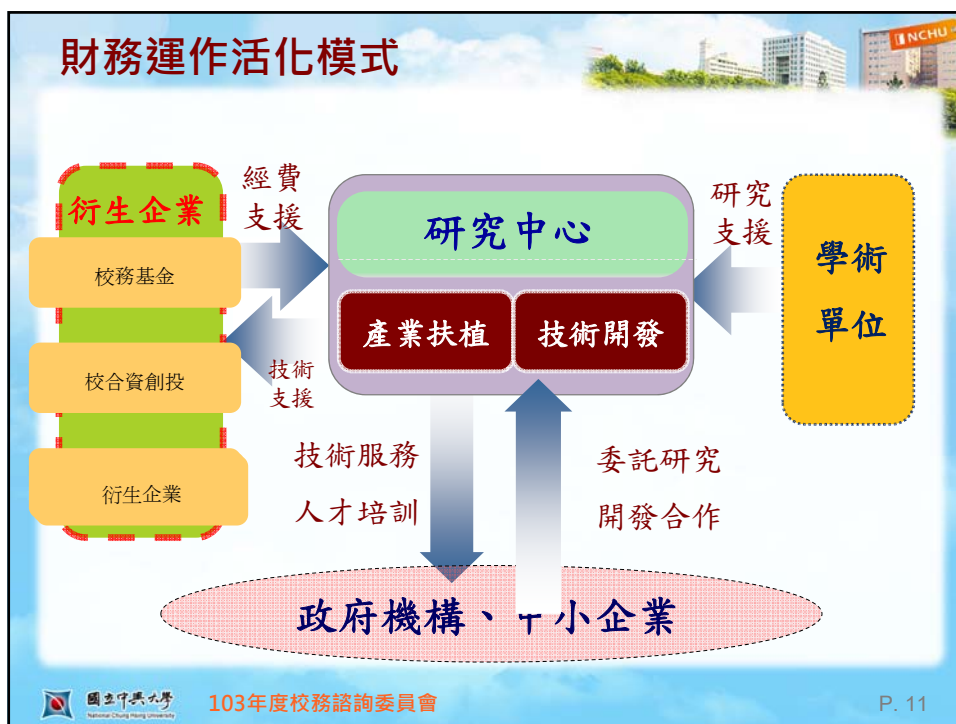 財務運作活化模式
NCHU
衍生企業
校務基金
校合資創投
衍生企業
經費
支援
技術
支援
研究中心
產業扶植
技術開發
研究
支援
學術
單位
技術服務
人才培訓
委託研究
開發合作
政府機構、中小企業
國立中興大學
National Chung Hsing University
103年度校務諮詢委員會
P. 11